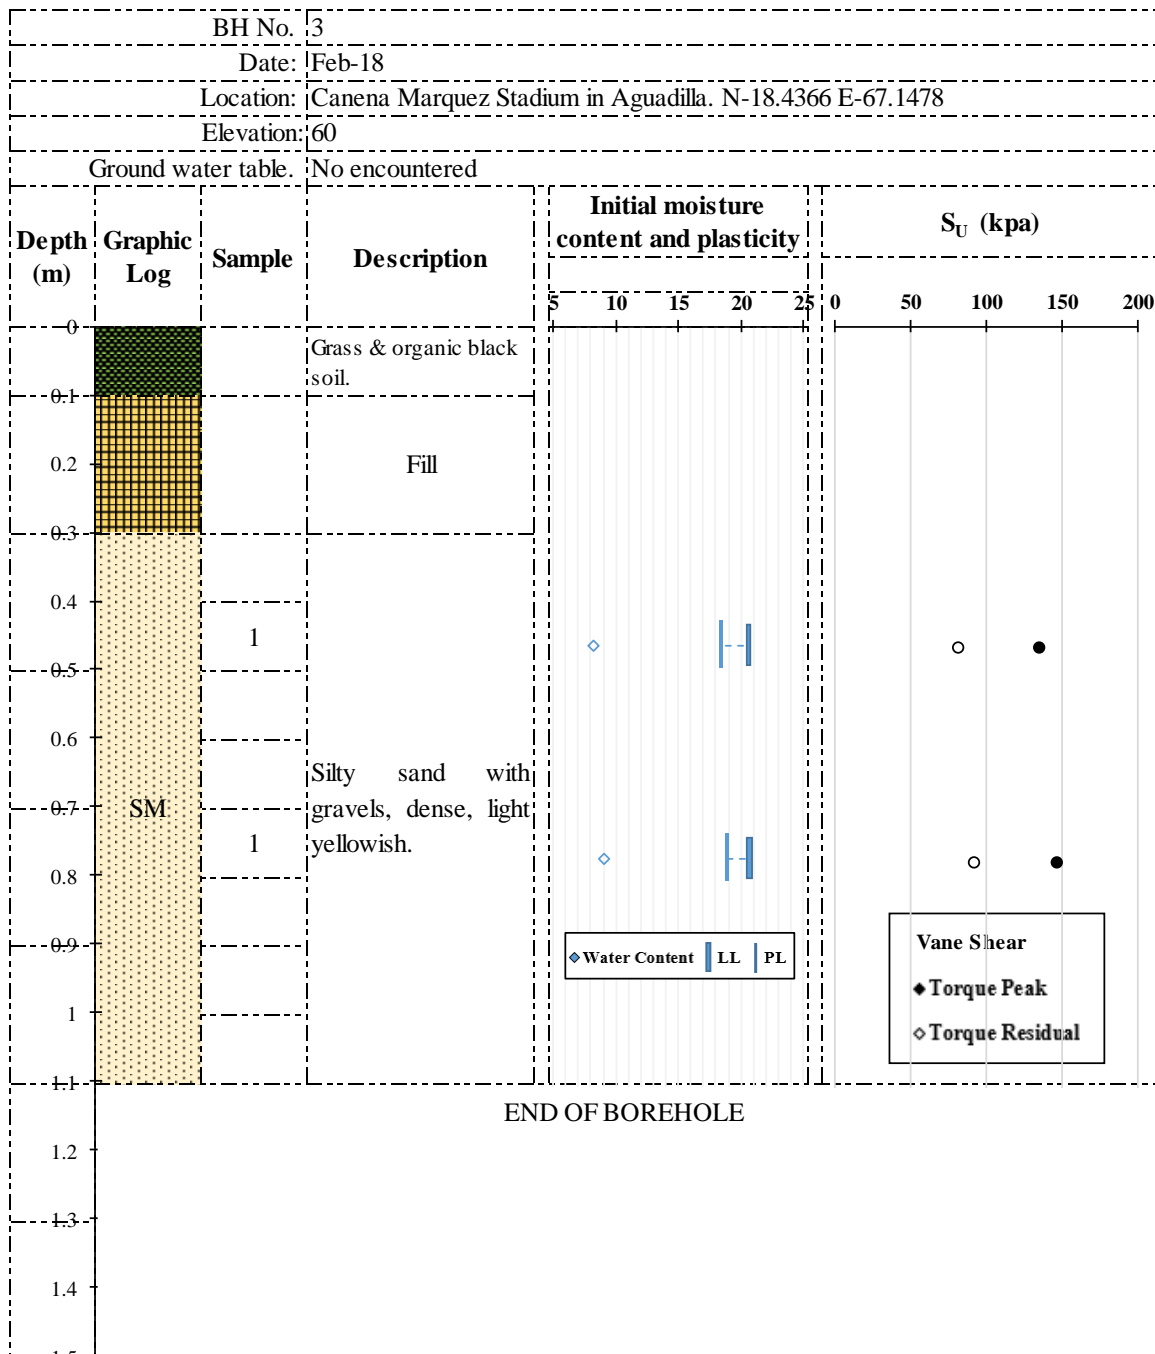 BH No. 3
Date: Feb-18
Location: Canena Marquez Stadium in Aguadilla. N-18.4366 E-67.1478
Elevation: 60
Ground water table. No encountered
Depth (m)
Graphic Log
Sample
Description
Initial moisture
content and plasticity
S_U (kpa)
5 10 15 20 25
0 50 100 150 200
0
Grass & organic black
soil.
0.1
0.2
Fill
0.3
0.4
1
0.5
0.6
Silty sand with
0.7
SM
gravels, dense, light
1
yellowish.
0.8
0.9
Water Content LL PL
Vane Shear
Torque Peak
Torque Residual
1
1.1
END OF BOREHOLE
1.2
1.3
1.4